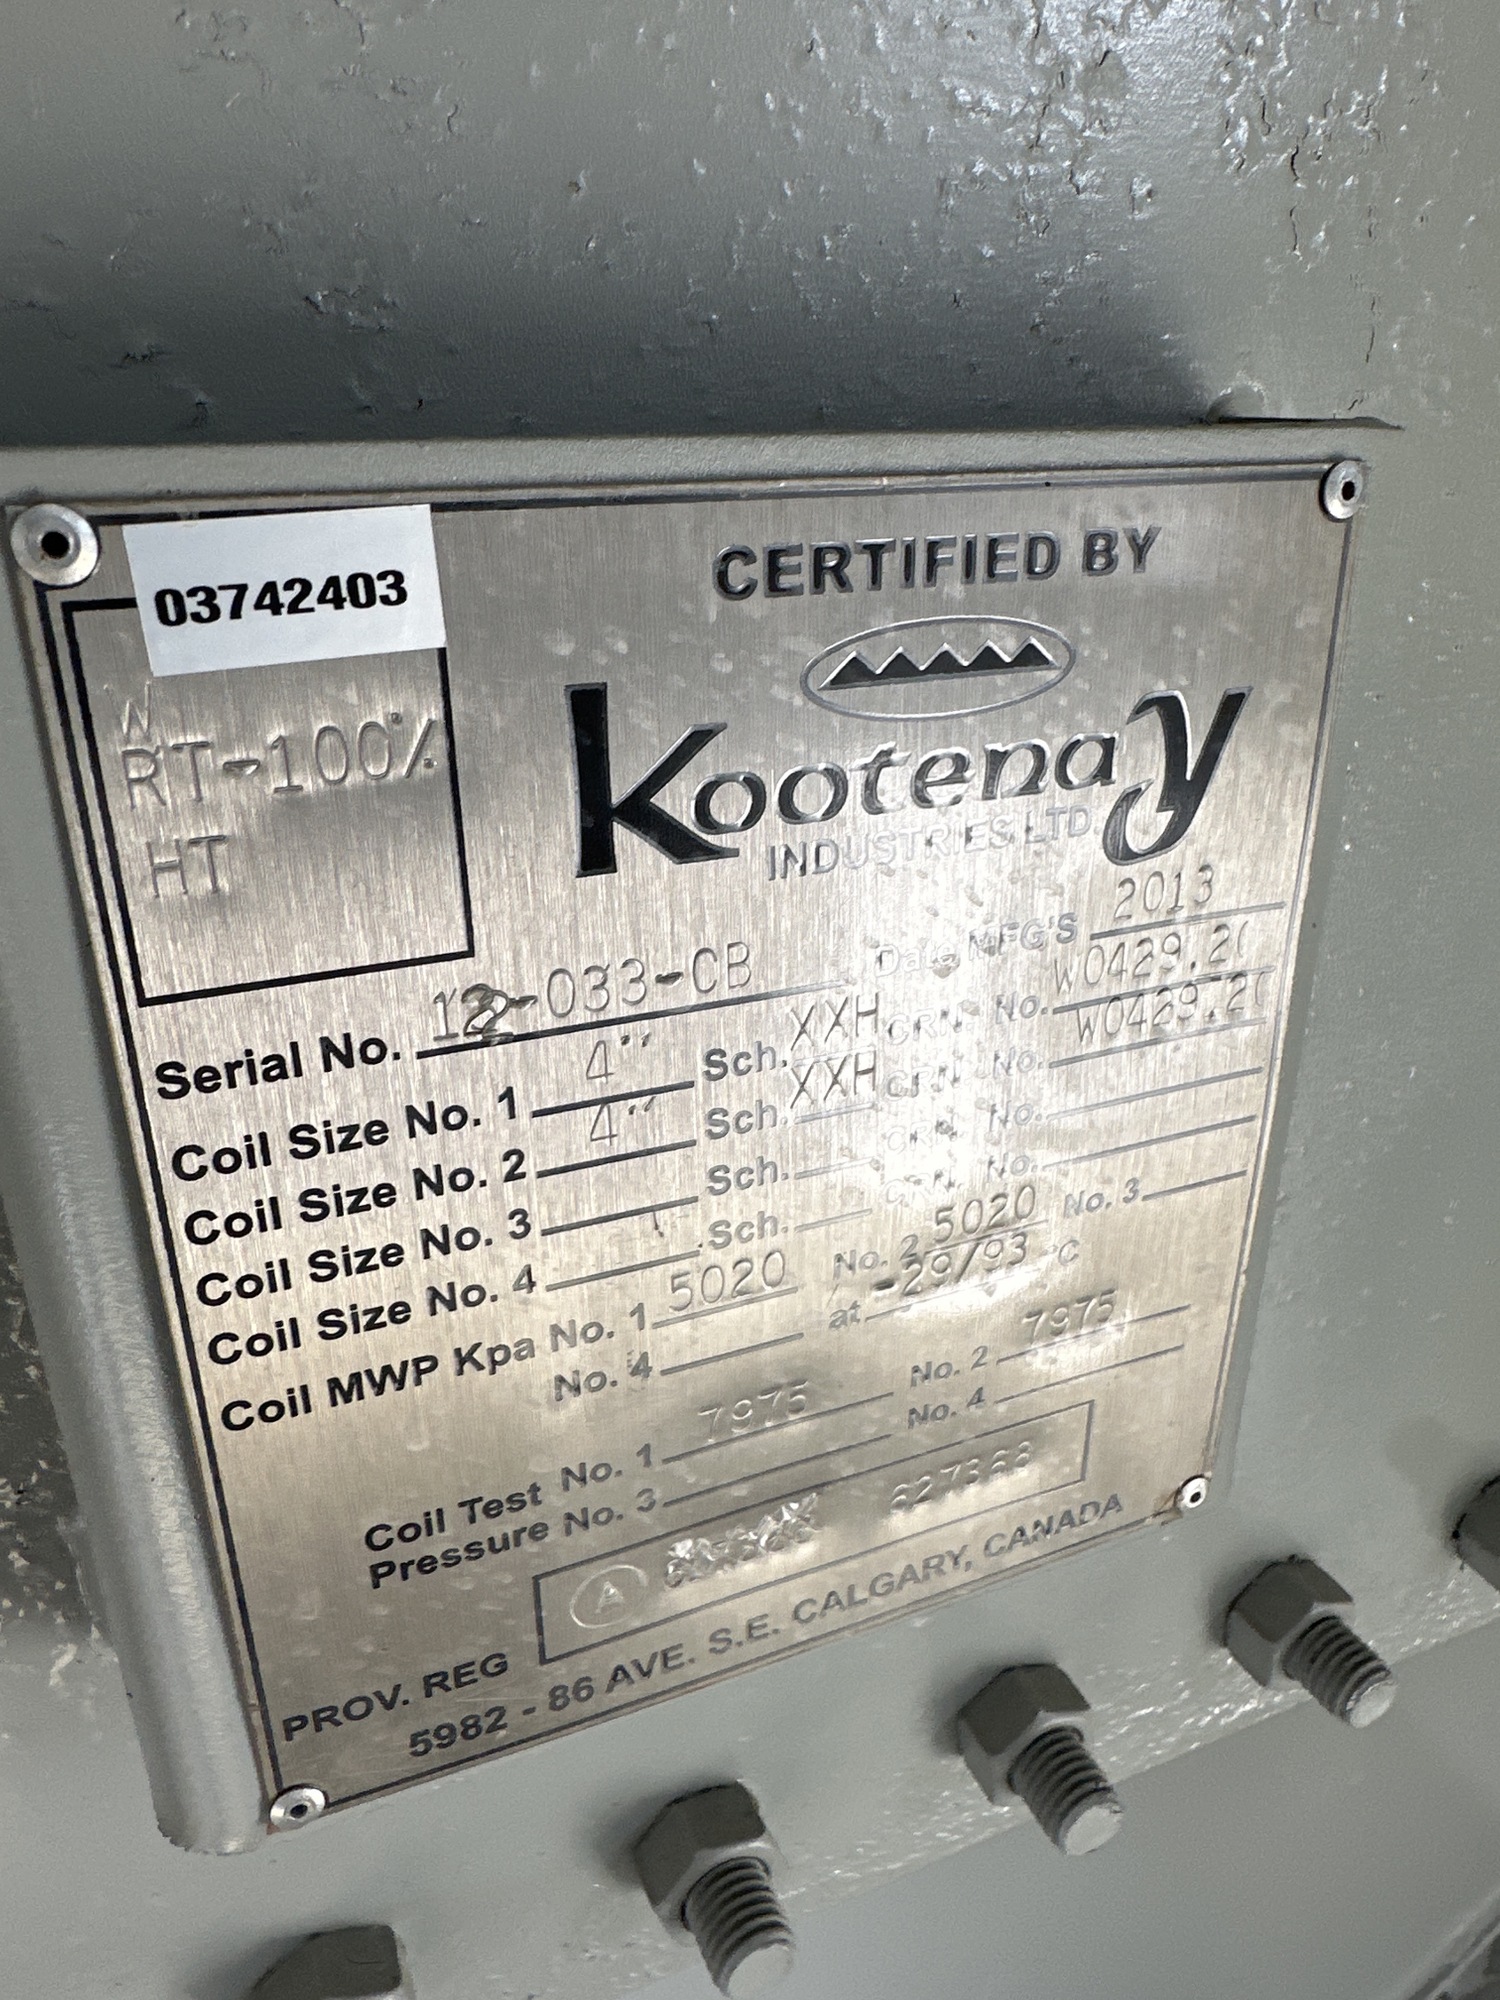 03742403
CERTIFIED BY
W
RT-100%
HT
Kootenay
INDUSTRIES LTD
Serial No. 12-033-CB Date MFG'S 2013
Coil Size No. 1 4" Sch. XXH CRN. No. W0429.2(
Coil Size No. 2 4" Sch. XXH CRN. No. W0429.2(
Coil Size No. 3 Sch. CRN. No.
Coil Size No. 4 Sch. CRN. No.
Coil MWP Kpa No. 1 5020 No. 2 5020 No. 3
No. 4 at -29/93 °C
Coil Test No. 1 7975 No. 2 7975
Pressure No. 3 No. 4
PROV. REG A 627368
5982 - 86 AVE. S.E. CALGARY, CANADA